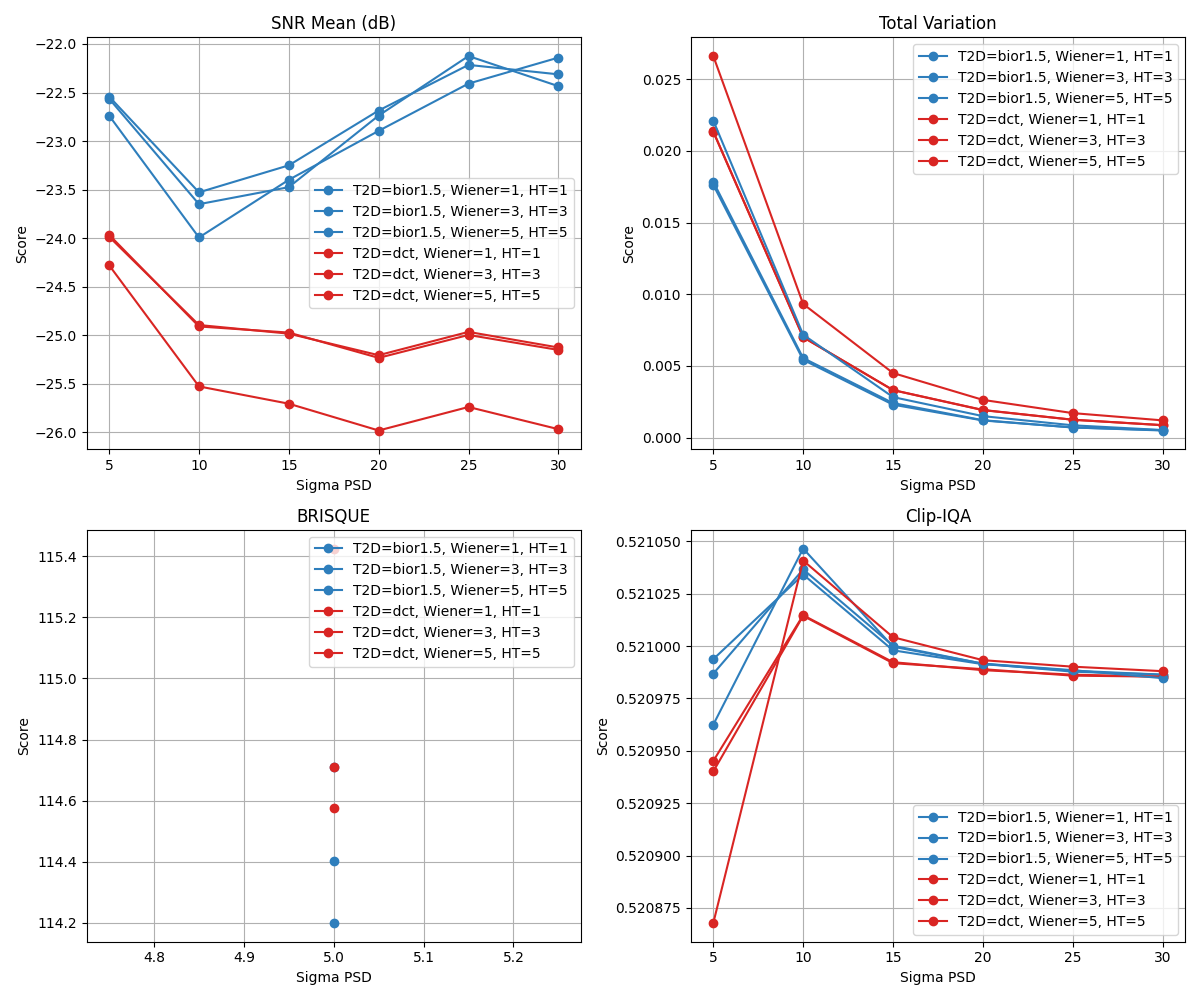 SNR Mean (dB)
−22.0
−22.5
−23.0
−23.5
−24.0
−24.5
−25.0
−25.5
−26.0
Score
T2D=bior1.5, Wiener=1, HT=1
T2D=bior1.5, Wiener=3, HT=3
T2D=bior1.5, Wiener=5, HT=5
T2D=dct, Wiener=1, HT=1
T2D=dct, Wiener=3, HT=3
T2D=dct, Wiener=5, HT=5
5 10 15 20 25 30
Sigma PSD
Total Variation
0.025
0.020
0.015
0.010
0.005
0.000
Score
T2D=bior1.5, Wiener=1, HT=1
T2D=bior1.5, Wiener=3, HT=3
T2D=bior1.5, Wiener=5, HT=5
T2D=dct, Wiener=1, HT=1
T2D=dct, Wiener=3, HT=3
T2D=dct, Wiener=5, HT=5
5 10 15 20 25 30
Sigma PSD
BRISQUE
115.4
115.2
115.0
114.8
114.6
114.4
114.2
Score
T2D=bior1.5, Wiener=1, HT=1
T2D=bior1.5, Wiener=3, HT=3
T2D=bior1.5, Wiener=5, HT=5
T2D=dct, Wiener=1, HT=1
T2D=dct, Wiener=3, HT=3
T2D=dct, Wiener=5, HT=5
4.8 4.9 5.0 5.1 5.2
Sigma PSD
Clip-IQA
0.521050
0.521025
0.521000
0.520975
0.520950
0.520925
0.520900
0.520875
Score
T2D=bior1.5, Wiener=1, HT=1
T2D=bior1.5, Wiener=3, HT=3
T2D=bior1.5, Wiener=5, HT=5
T2D=dct, Wiener=1, HT=1
T2D=dct, Wiener=3, HT=3
T2D=dct, Wiener=5, HT=5
5 10 15 20 25 30
Sigma PSD